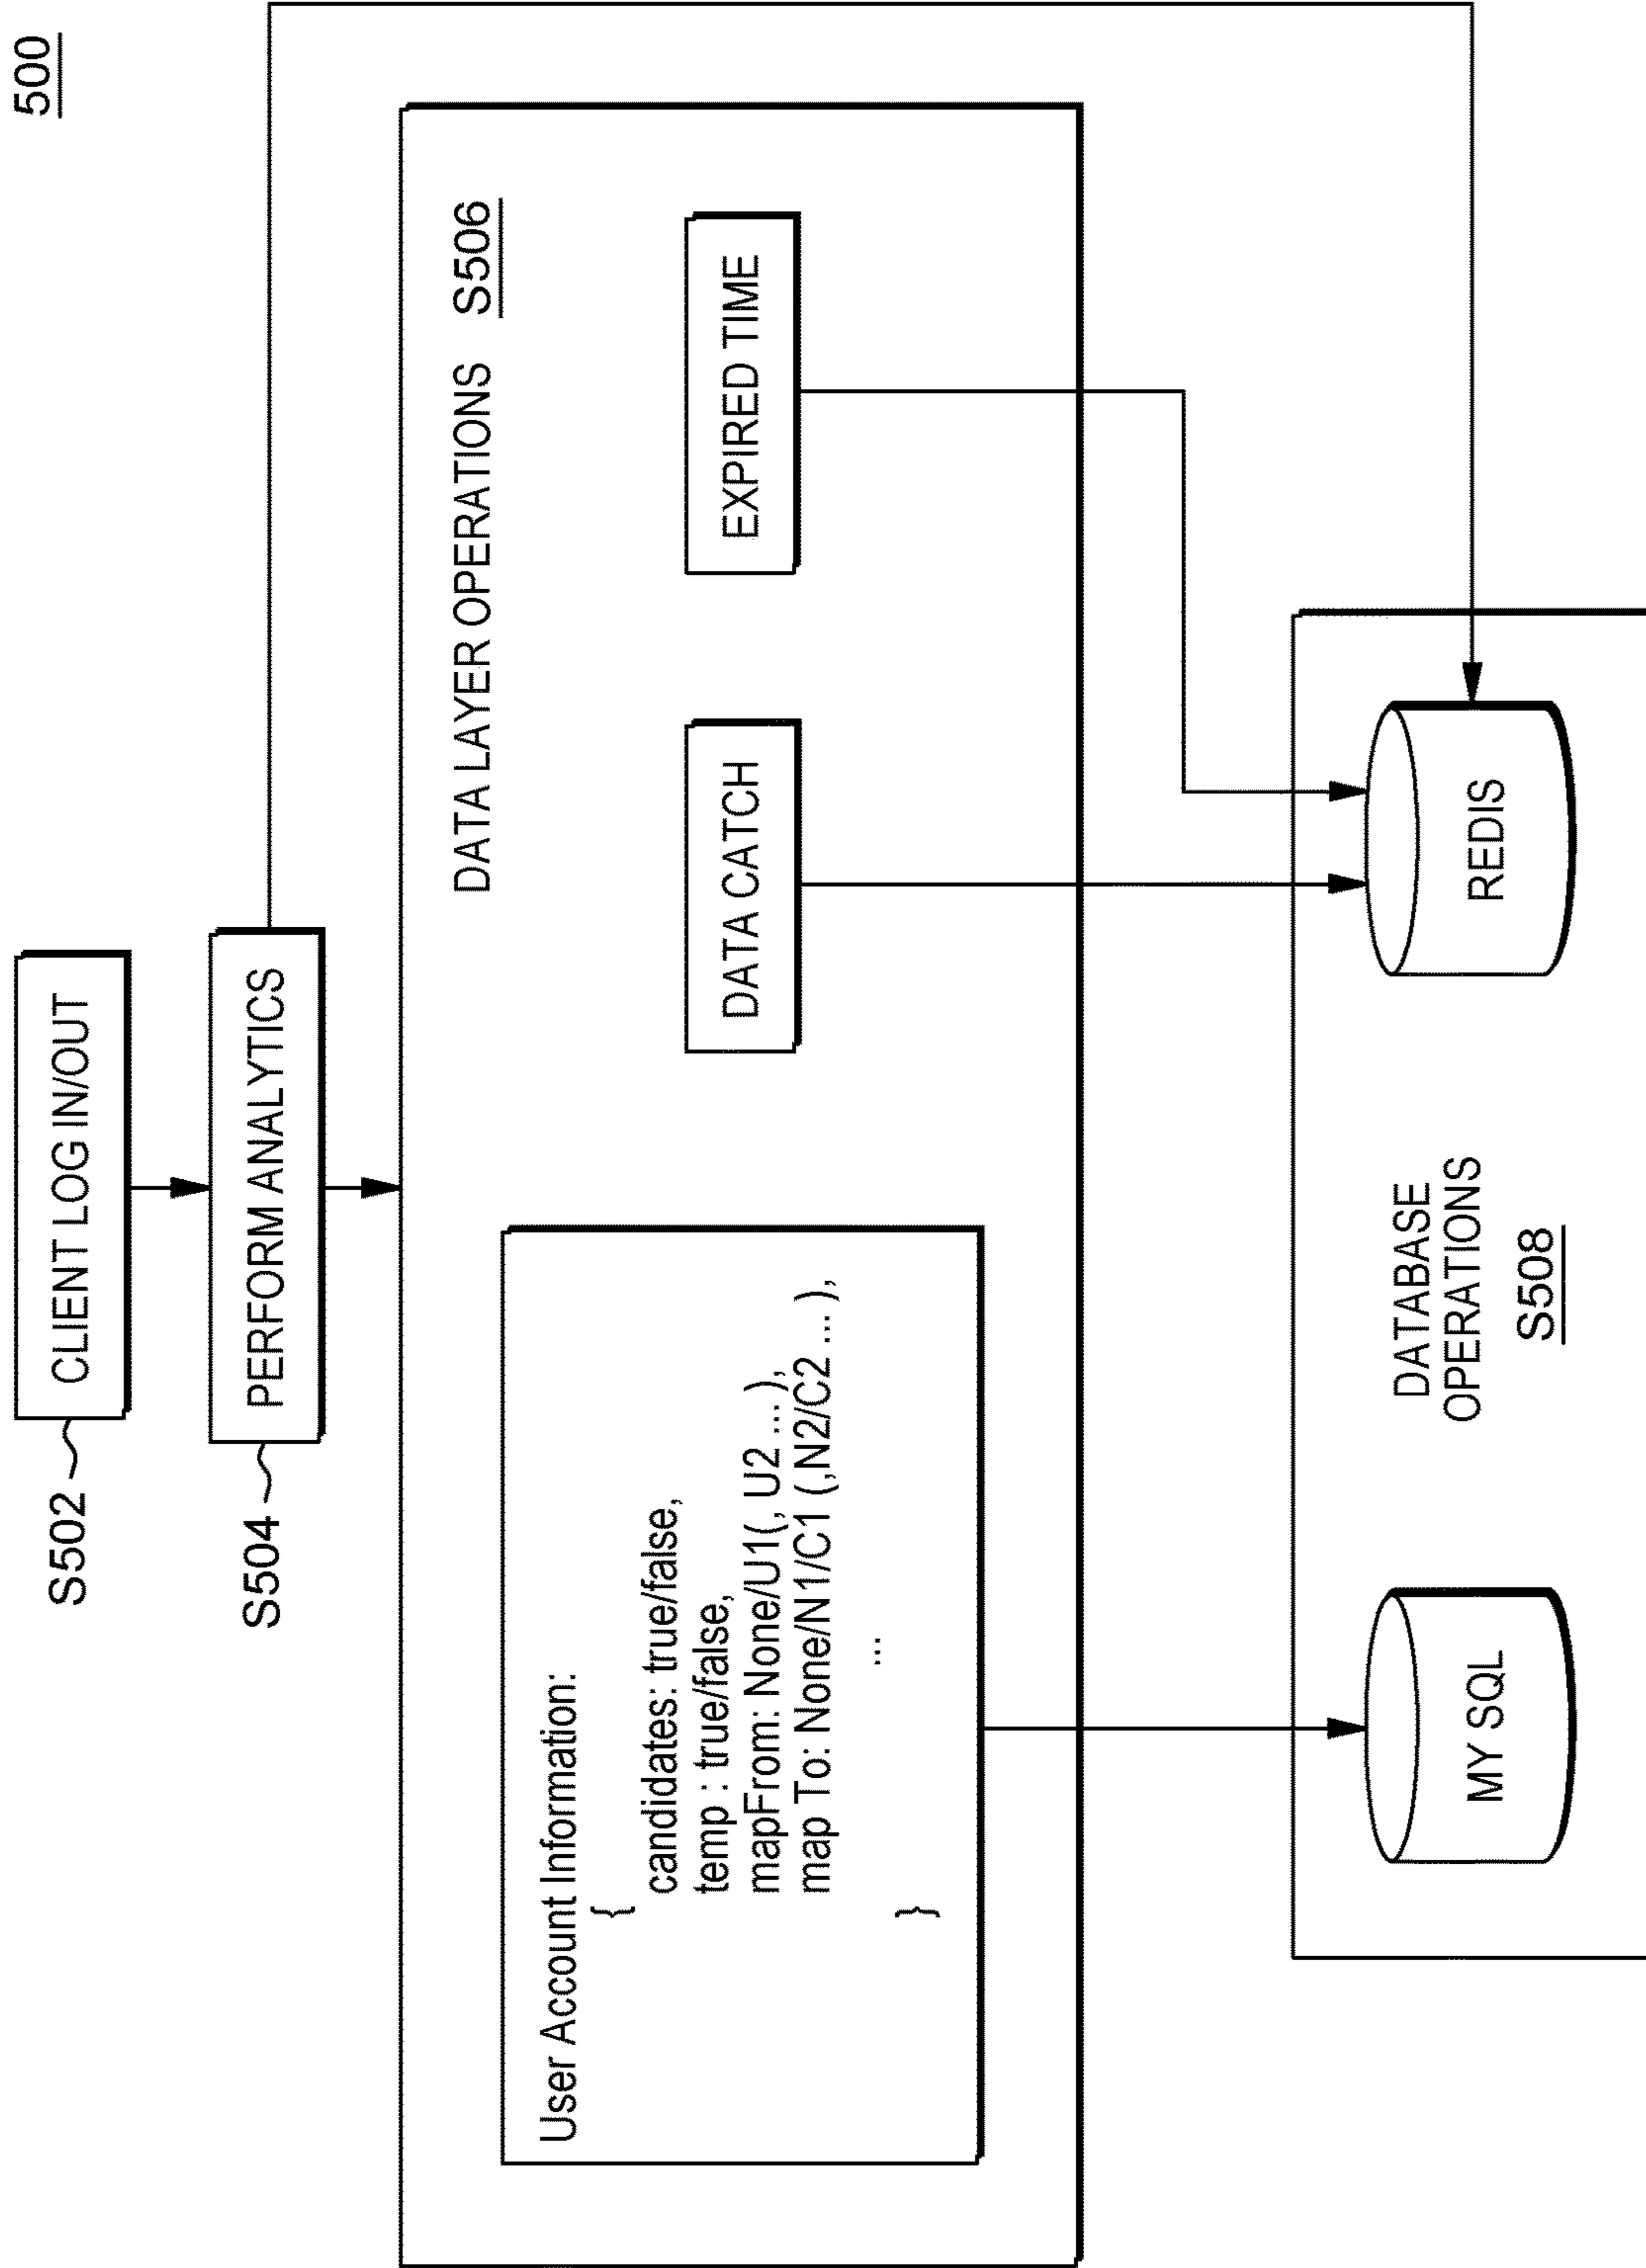 500
S502
CLIENT LOG IN/OUT
S504
PERFORM ANALYTICS
DATA LAYER OPERATIONS S506
User Account Information:
{
candidates: true/false,
temp : true/false,
mapFrom: None/U1(, U2 ... ),
map To: None/N1/C1 (,N2/C2 ... ),
...
}
DATA CATCH
EXPIRED TIME
MY SQL
DATABASE
OPERATIONS
S508
REDIS